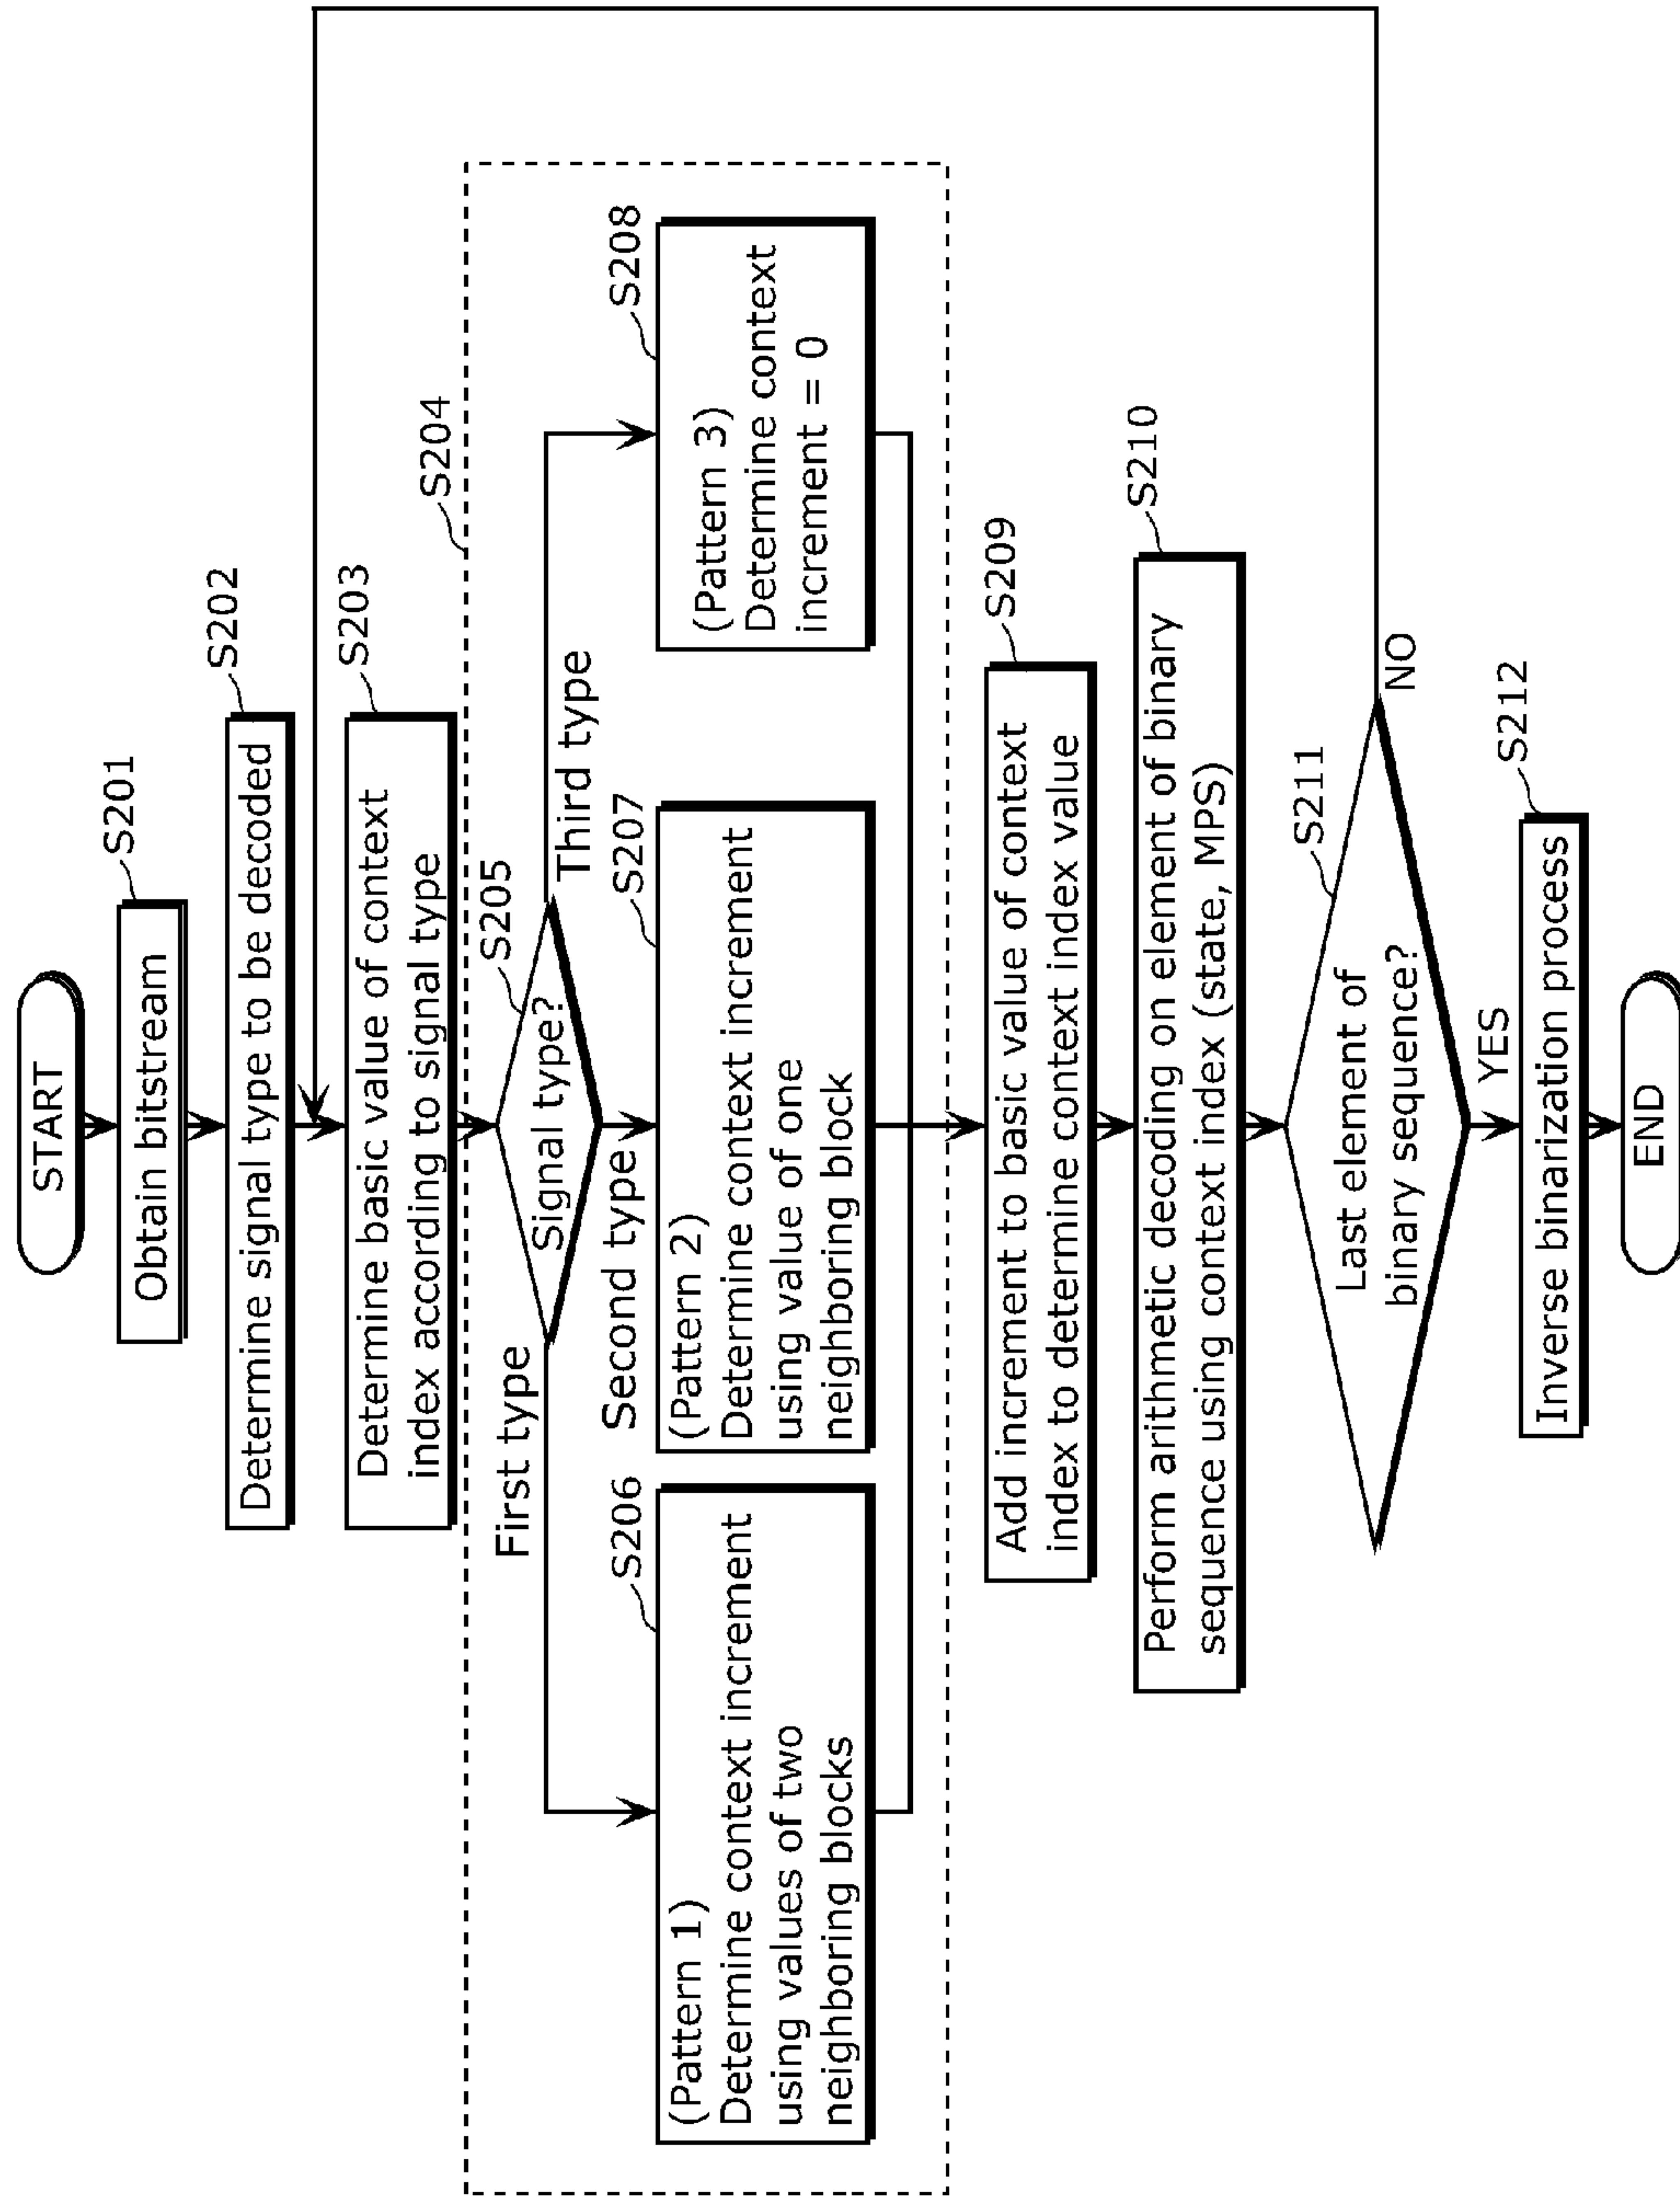 START
S201
Obtain bitstream
S202
Determine signal type to be decoded
S203
Determine basic value of context
index according to signal type
S204
S205
Signal type?
First type
Second type
Third type
S206
(Pattern 1)
Determine context increment
using values of two
neighboring blocks
S207
(Pattern 2)
Determine context increment
using value of one
neighboring block
S208
(Pattern 3)
Determine context
increment = 0
S209
Add increment to basic value of context
index to determine context index value
S210
Perform arithmetic decoding on element of binary
sequence using context index (state, MPS)
S211
Last element of
binary sequence?
NO
YES
S212
Inverse binarization process
END